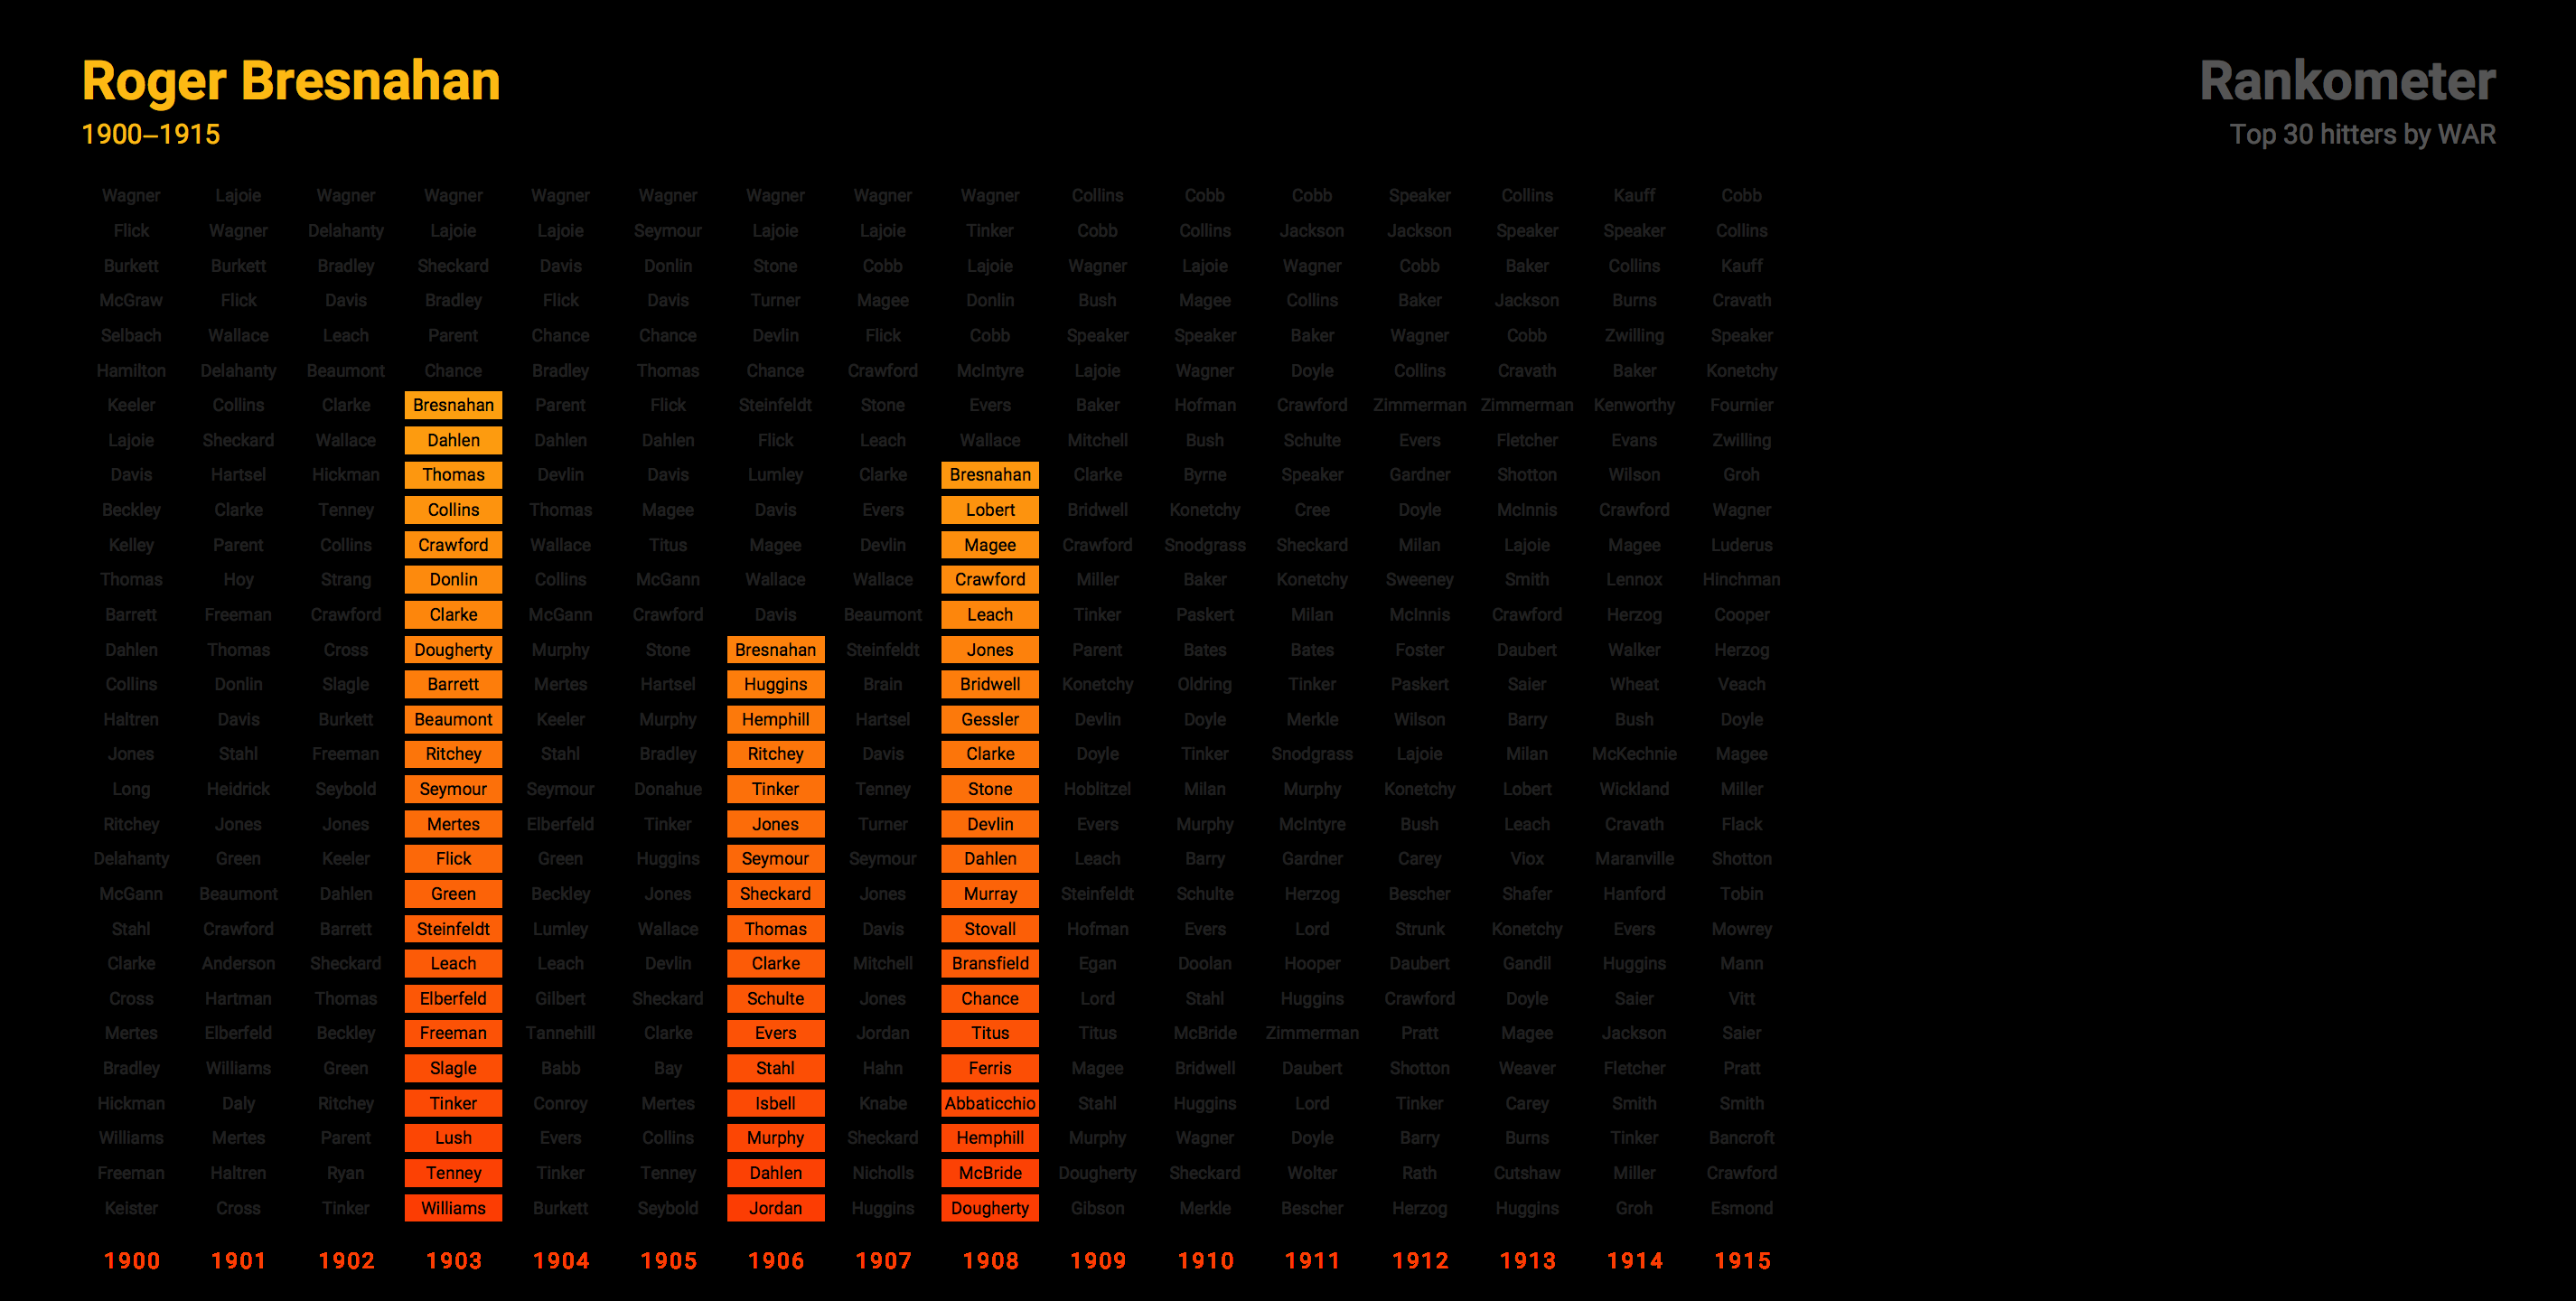 Roger Bresnahan
1900–1915
Rankometer
Top 30 hitters by WAR
Wagner Lajoie Wagner Wagner Wagner Wagner Wagner Wagner Wagner Collins Cobb Cobb Speaker Collins Kauff Cobb
Flick Wagner Delahanty Lajoie Lajoie Seymour Lajoie Lajoie Tinker Cobb Collins Jackson Jackson Speaker Speaker Collins
Burkett Burkett Bradley Sheckard Davis Donlin Stone Cobb Lajoie Wagner Lajoie Wagner Cobb Baker Collins Kauff
McGraw Flick Davis Bradley Flick Davis Turner Magee Donlin Bush Magee Collins Baker Jackson Burns Cravath
Selbach Wallace Leach Parent Chance Chance Devlin Flick Cobb Speaker Speaker Baker Wagner Cobb Zwilling Speaker
Hamilton Delahanty Beaumont Chance Bradley Thomas Chance Crawford McIntyre Lajoie Wagner Doyle Collins Cravath Baker Konetchy
Keeler Collins Clarke Bresnahan Parent Flick Steinfeldt Stone Evers Baker Hofman Crawford Zimmerman Zimmerman Kenworthy Fournier
Lajoie Sheckard Wallace Dahlen Dahlen Dahlen Flick Leach Wallace Mitchell Bush Schulte Evers Fletcher Evans Zwilling
Davis Hartsel Hickman Thomas Devlin Davis Lumley Clarke Bresnahan Clarke Byrne Speaker Gardner Shotton Wilson Groh
Beckley Clarke Tenney Collins Thomas Magee Davis Evers Lobert Bridwell Konetchy Cree Doyle McInnis Crawford Wagner
Kelley Parent Collins Crawford Wallace Titus Magee Devlin Magee Crawford Snodgrass Sheckard Milan Lajoie Magee Luderus
Thomas Hoy Strang Donlin Collins McGann Wallace Wallace Crawford Miller Baker Konetchy Sweeney Smith Lennox Hinchman
Barrett Freeman Crawford Clarke McGann Crawford Davis Beaumont Leach Tinker Paskert Milan McInnis Crawford Herzog Cooper
Dahlen Thomas Cross Dougherty Murphy Stone Bresnahan Steinfeldt Jones Parent Bates Bates Foster Daubert Walker Herzog
Collins Donlin Slagle Barrett Mertes Hartsel Huggins Brain Bridwell Konetchy Oldring Tinker Paskert Saier Wheat Veach
Haltren Davis Burkett Beaumont Keeler Murphy Hemphill Hartsel Gessler Devlin Doyle Merkle Wilson Barry Bush Doyle
Jones Stahl Freeman Ritchey Stahl Bradley Ritchey Davis Clarke Doyle Tinker Snodgrass Lajoie Milan McKechnie Magee
Long Heidrick Seybold Seymour Seymour Donahue Tinker Tenney Stone Hoblitzel Milan Murphy Konetchy Lobert Wickland Miller
Ritchey Jones Jones Mertes Elberfeld Tinker Jones Turner Devlin Evers Murphy McIntyre Bush Leach Cravath Flack
Delahanty Green Keeler Flick Green Huggins Seymour Seymour Dahlen Leach Barry Gardner Carey Viox Maranville Shotton
McGann Beaumont Dahlen Green Beckley Jones Sheckard Jones Murray Steinfeldt Schulte Herzog Bescher Shafer Hanford Tobin
Stahl Crawford Barrett Steinfeldt Lumley Wallace Thomas Davis Stovall Hofman Evers Lord Strunk Konetchy Evers Mowrey
Clarke Anderson Sheckard Leach Leach Devlin Clarke Mitchell Bransfield Egan Doolan Hooper Daubert Gandil Huggins Mann
Cross Hartman Thomas Elberfeld Gilbert Sheckard Schulte Jones Chance Lord Stahl Huggins Crawford Doyle Saier Vitt
Mertes Elberfeld Beckley Freeman Tannehill Clarke Evers Jordan Titus Titus McBride Zimmerman Pratt Magee Jackson Saier
Bradley Williams Green Slagle Babb Bay Stahl Hahn Ferris Magee Bridwell Daubert Shotton Weaver Fletcher Pratt
Hickman Daly Ritchey Tinker Conroy Mertes Isbell Knabe Abbaticchio Stahl Huggins Lord Tinker Carey Smith Smith
Williams Mertes Parent Lush Evers Collins Murphy Sheckard Hemphill Murphy Wagner Doyle Barry Burns Tinker Bancroft
Freeman Haltren Ryan Tenney Tinker Tenney Dahlen Nicholls McBride Dougherty Sheckard Wolter Rath Cutshaw Miller Crawford
Keister Cross Tinker Williams Burkett Seybold Jordan Huggins Dougherty Gibson Merkle Bescher Herzog Huggins Groh Esmond
1900 1901 1902 1903 1904 1905 1906 1907 1908 1909 1910 1911 1912 1913 1914 1915